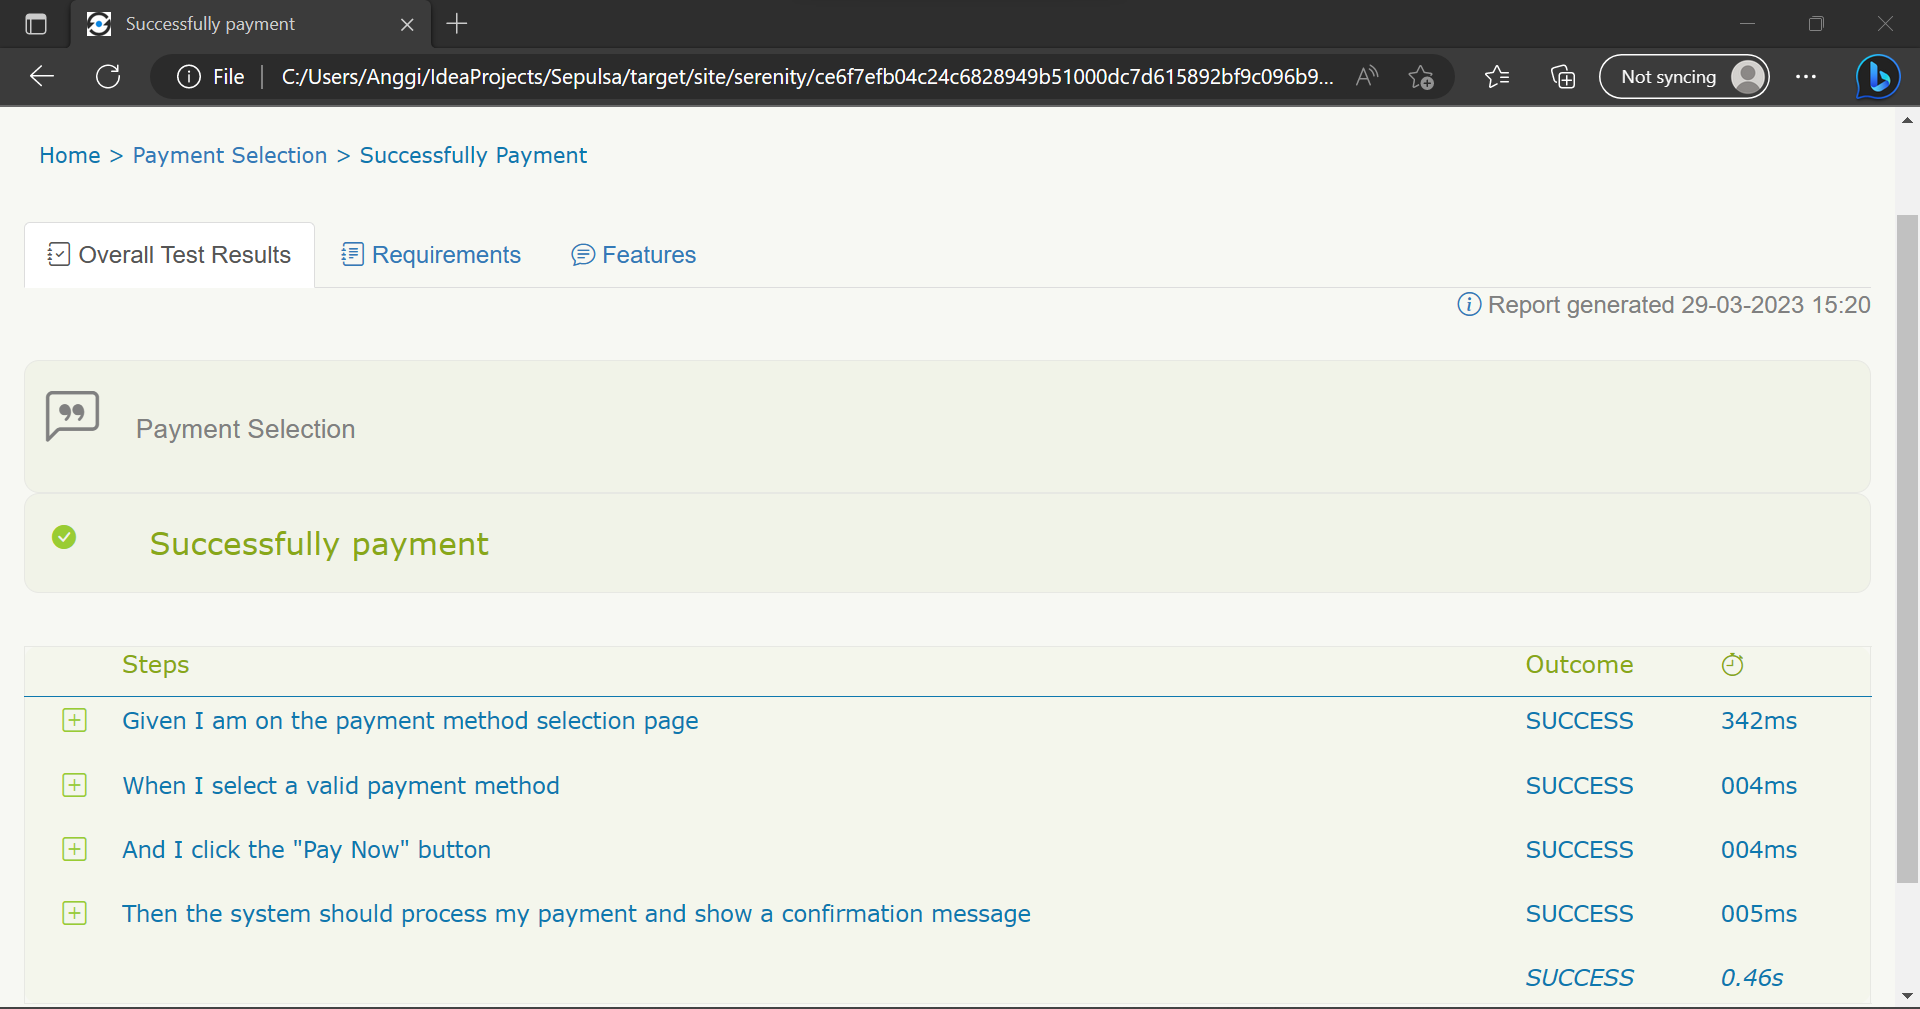 Successfully payment
File
C:/Users/Anggi/IdeaProjects/Sepulsa/target/site/serenity/ce6f7efb04c24c6828949b51000dc7d615892bf9c096b9...
Not syncing
Home > Payment Selection > Successfully Payment
Overall Test Results
Requirements
Features
Report generated 29-03-2023 15:20
Payment Selection
Successfully payment
Steps Outcome
Given I am on the payment method selection page SUCCESS 342ms
When I select a valid payment method SUCCESS 004ms
And I click the "Pay Now" button SUCCESS 004ms
Then the system should process my payment and show a confirmation message SUCCESS 005ms
SUCCESS 0.46s